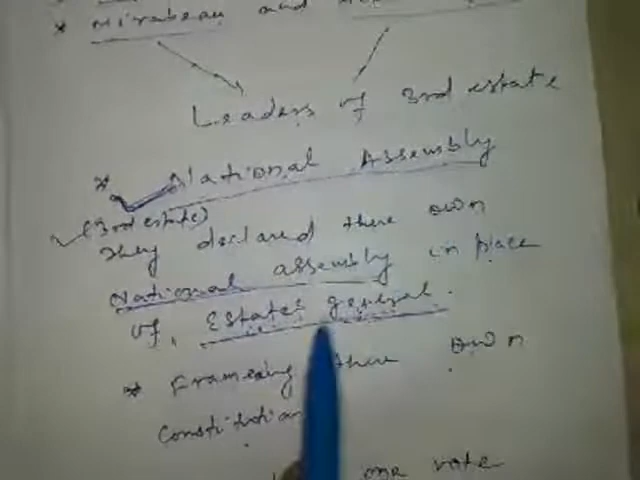 * Mirabeau and
Leaders of 3rd estate
* National Assembly
(3rd estate)
They declared there own
National assembly in place
of, Estates general.
* Frameing there own
Constitution
one vote